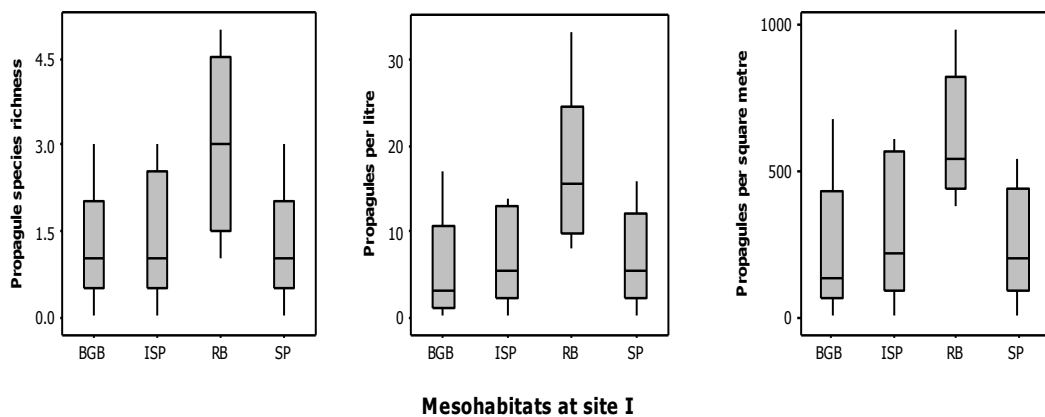 Propagule species richness
4.5
3.0
1.5
0.0
BGB ISP RB SP
Propagules per litre
30
20
10
0
BGB ISP RB SP
Propagules per square metre
1000
500
0
BGB ISP RB SP
Mesohabitats at site I